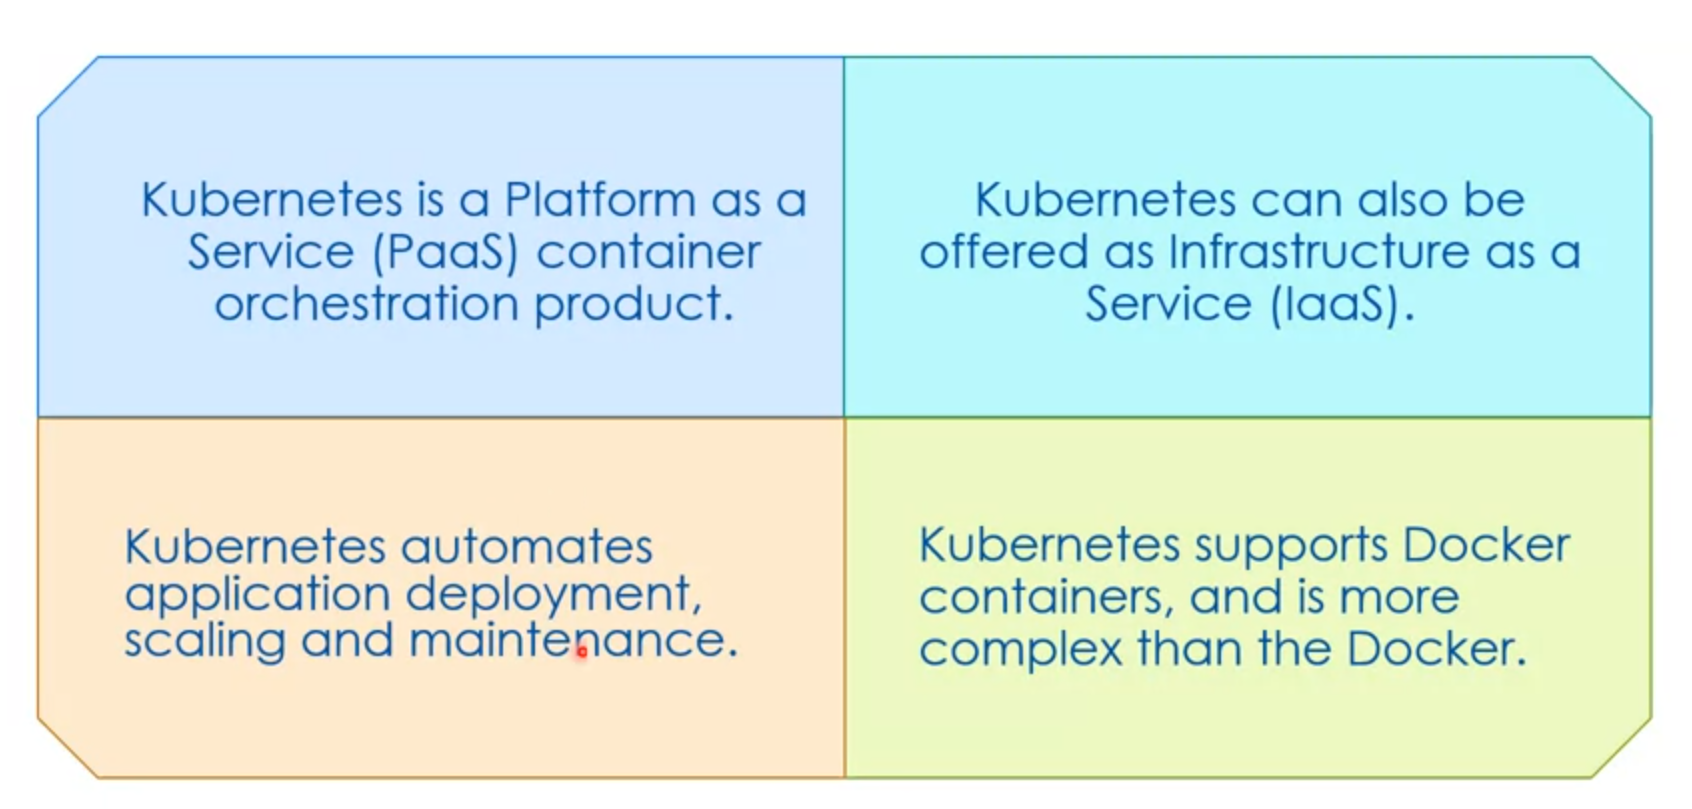 Kubernetes is a Platform as a
Service (PaaS) container
orchestration product.
Kubernetes can also be
offered as Infrastructure as a
Service (IaaS).
Kubernetes automates
application deployment,
scaling and maintenance.
Kubernetes supports Docker
containers, and is more
complex than the Docker.